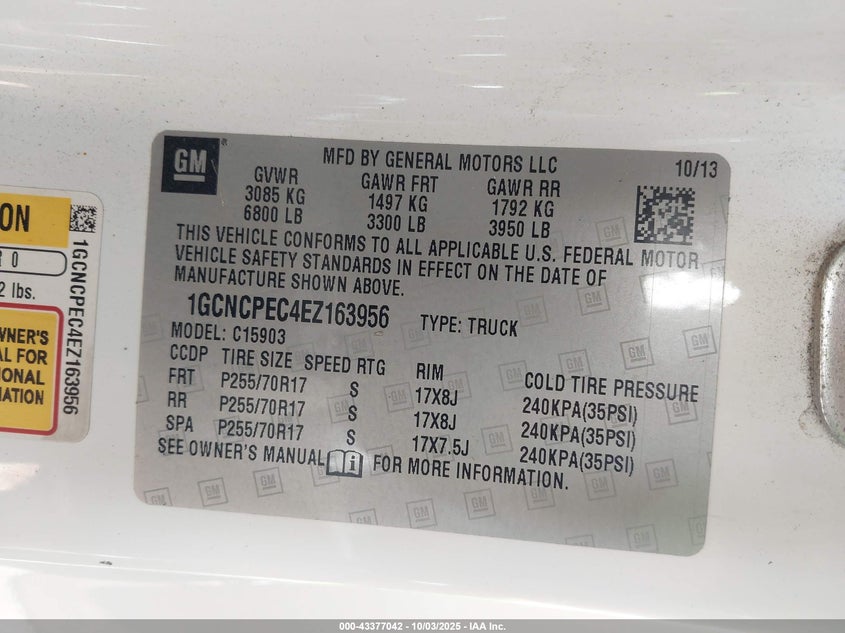 ON
R 0
2 lbs.
WNER'S
AL FOR
IONAL
ION
1GCNCPEC4EZ163956
GM
MFD BY GENERAL MOTORS LLC
10/13
GVWR GAWR FRT GAWR RR
3085 KG 1497 KG 1792 KG
6800 LB 3300 LB 3950 LB
THIS VEHICLE CONFORMS TO ALL APPLICABLE U.S. FEDERAL MOTOR
VEHICLE SAFETY STANDARDS IN EFFECT ON THE DATE OF
MANUFACTURE SHOWN ABOVE.
1GCNCPEC4EZ163956 TYPE: TRUCK
MODEL: C15903
CCDP TIRE SIZE SPEED RTG RIM COLD TIRE PRESSURE
FRT P255/70R17 S 17X8J 240KPA(35PSI)
RR P255/70R17 S 17X8J 240KPA(35PSI)
SPA P255/70R17 S 17X7.5J 240KPA(35PSI)
SEE OWNER'S MANUAL FOR MORE INFORMATION.
000-43377042 - 10/03/2025 - IAA Inc.